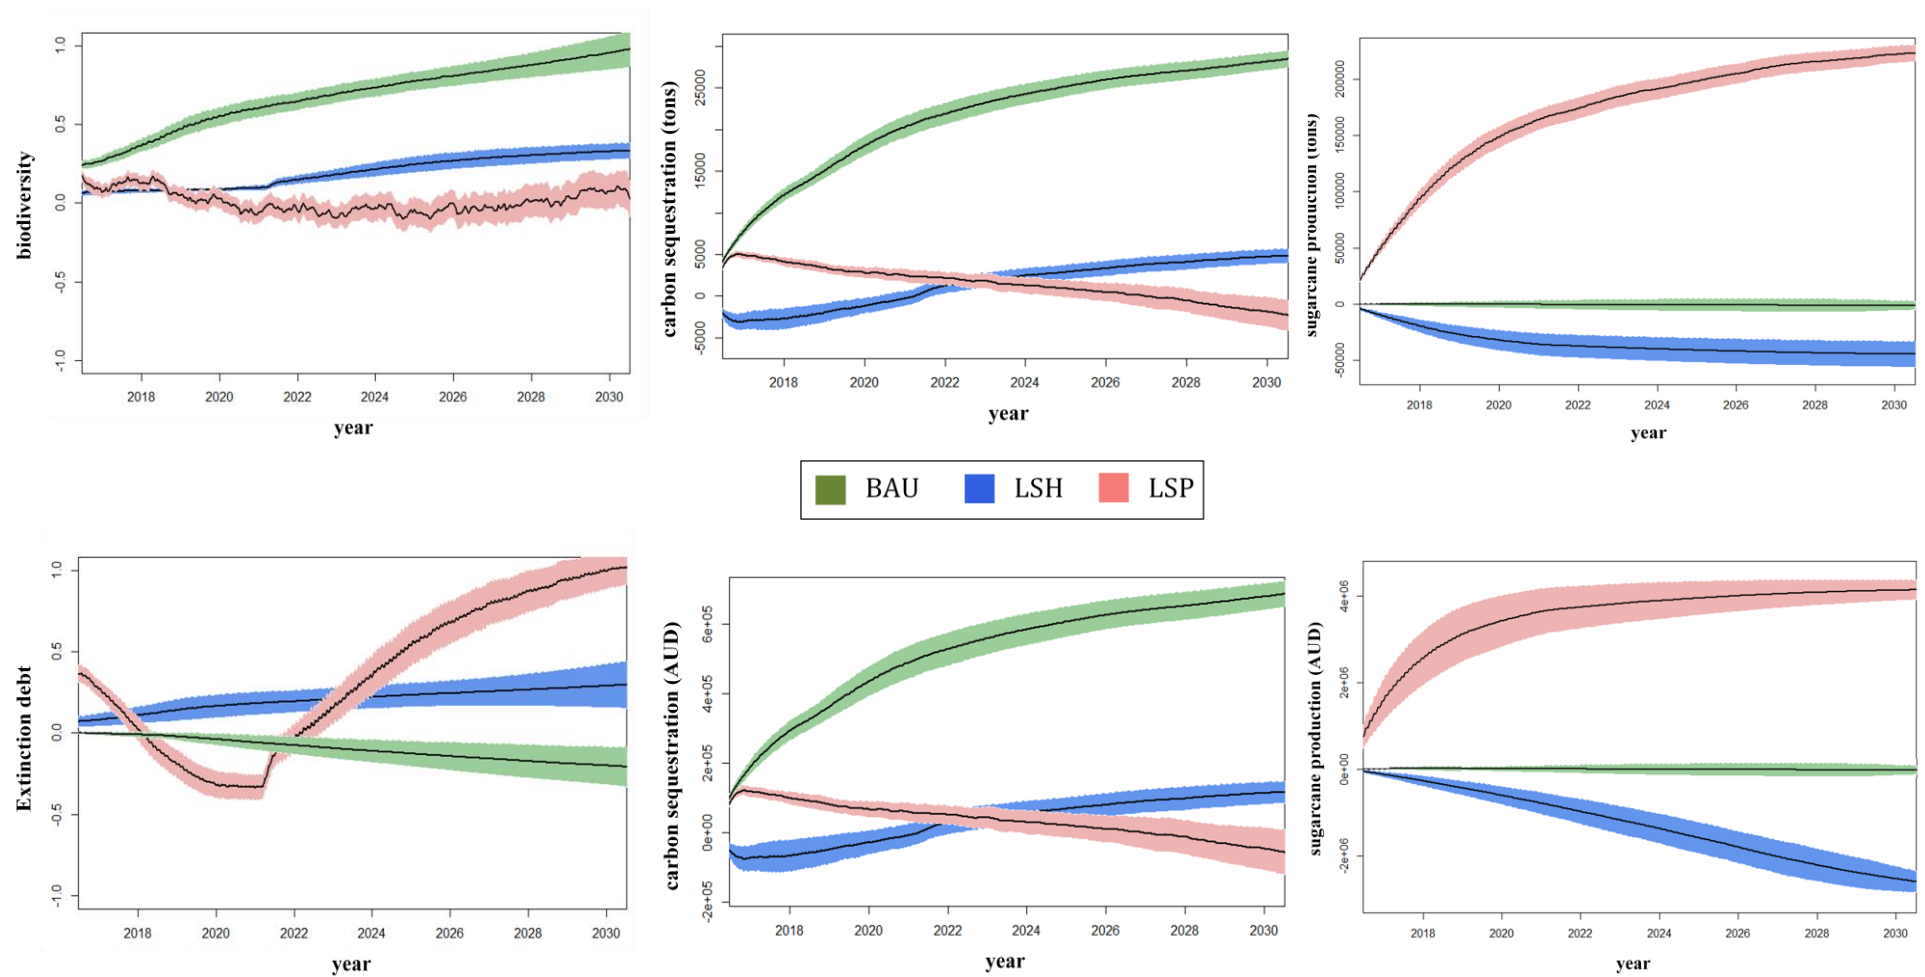 biodiversity
1.0
0.5
0.0
-0.5
-1.0
2018 2020 2022 2024 2026 2028 2030
year
carbon sequestration (tons)
25000
15000
5000
0
-5000
2018 2020 2022 2024 2026 2028 2030
year
sugarcane production (tons)
200000
150000
100000
50000
0
-50000
2018 2020 2022 2024 2026 2028 2030
year
BAU LSH LSP
Extinction debt
1.0
0.5
0.0
-0.5
-1.0
2018 2020 2022 2024 2026 2028 2030
year
carbon sequestration (AUD)
6e+05
4e+05
2e+05
0e+00
-2e+05
2018 2020 2022 2024 2026 2028 2030
year
sugarcane production (AUD)
4e+06
2e+06
0e+00
-2e+06
2018 2020 2022 2024 2026 2028 2030
year